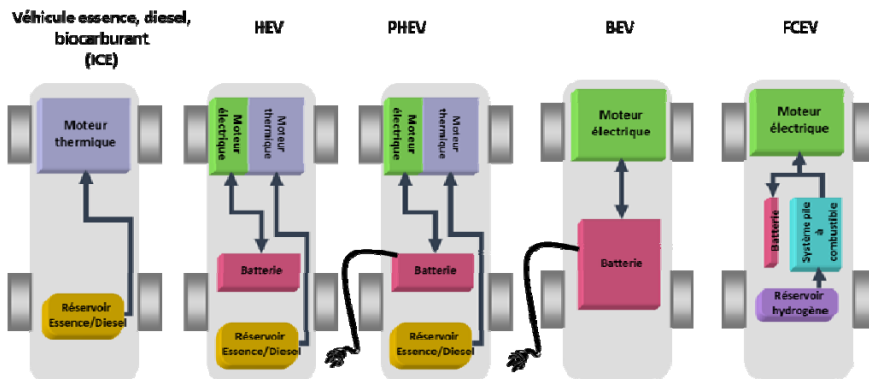 Véhicule essence, diesel,
biocarburant
(ICE)
HEV
PHEV
BEV
FCEV
Moteur
thermique
Réservoir
Essence/Diesel
Moteur
électrique
Moteur
thermique
Batterie
Réservoir
Essence/Diesel
Moteur
électrique
Moteur
thermique
Batterie
Réservoir
Essence/Diesel
Moteur
électrique
Batterie
Moteur
électrique
Batterie
Système pile
à
combustible
Réservoir
hydrogène